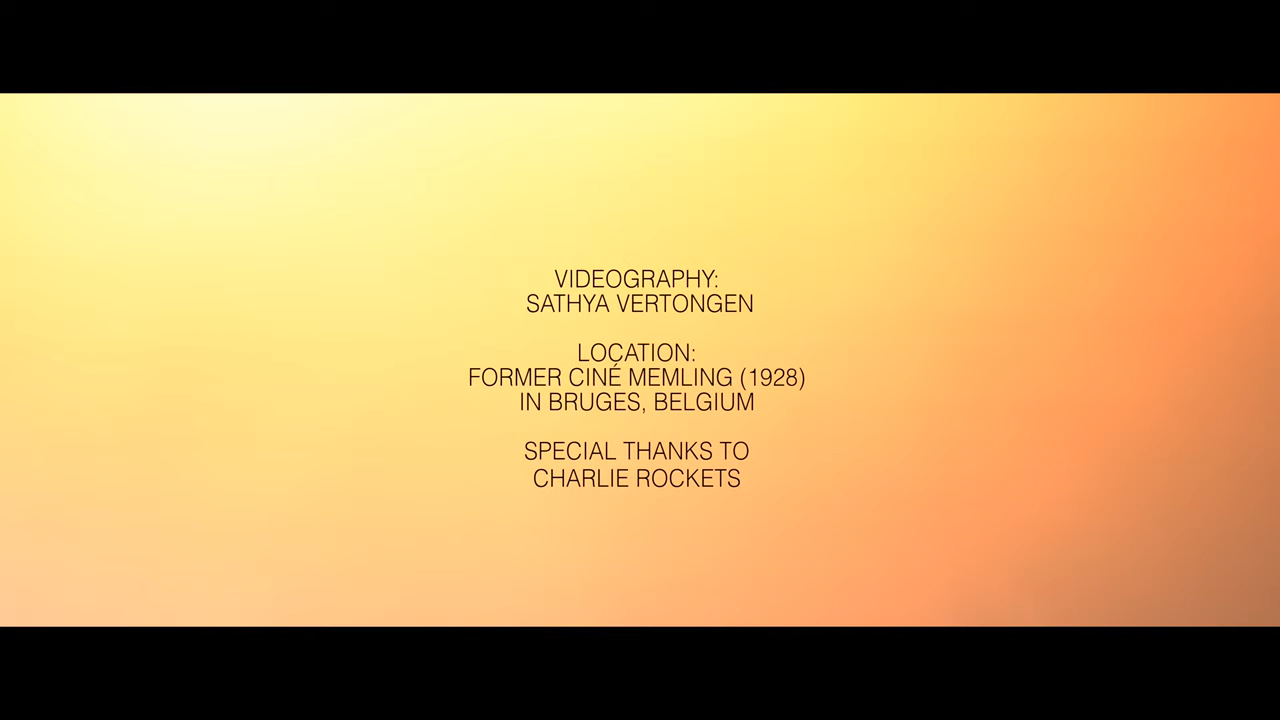 VIDEOGRAPHY:
SATHYA VERTONGEN
LOCATION:
FORMER CINÉ MEMLING (1928)
IN BRUGES, BELGIUM
SPECIAL THANKS TO
CHARLIE ROCKETS